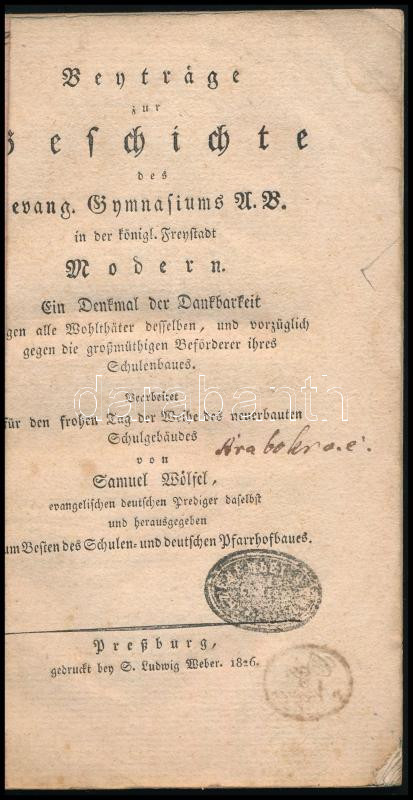 Beyträge
zur
Geschichte
des
evang. Gymnasiums A. B.
in der königl. Freystadt
Modern.
Ein Denkmal der Dankbarkeit
gen alle Wohlthäter desselben, und vorzüglich
gegen die großmüthigen Beförderer ihres
Schulenbaues.
Bearbeitet
für den frohen Tag der Weihe des neuerbauten
Schulgebäudes
von
Samuel Wölfel,
evangelischen deutschen Prediger daselbst
und herausgegeben
um Besten des Schulen- und deutschen Pfarrhofbaues.
Preßburg,
gedruckt bey S. Ludwig Weber. 1826.
darabanth